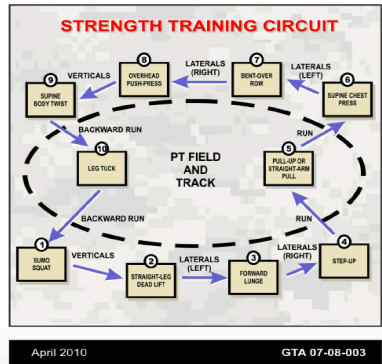 STRENGTH TRAINING CIRCUIT
8
OVERHEAD
PUSH-PRESS
LATERALS
(RIGHT)
7
BENT-OVER
ROW
LATERALS
(LEFT)
6
SUPINE CHEST
PRESS
VERTICALS
9
SUPINE
BODY TWIST
BACKWARD RUN
10
LEG TUCK
PT FIELD
AND
TRACK
RUN
5
PULL-UP OR
STRAIGHT-ARM
PULL
BACKWARD RUN
RUN
1
SUMO
SQUAT
VERTICALS
2
STRAIGHT-LEG
DEAD LIFT
LATERALS
(LEFT)
3
FORWARD
LUNGE
LATERALS
(RIGHT)
4
STEP-UP
April 2010
GTA 07-08-003